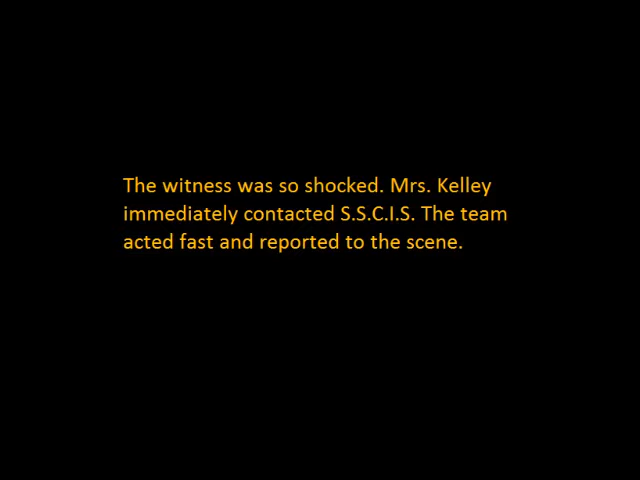 The witness was so shocked. Mrs. Kelley
immediately contacted S.S.C.I.S. The team
acted fast and reported to the scene.